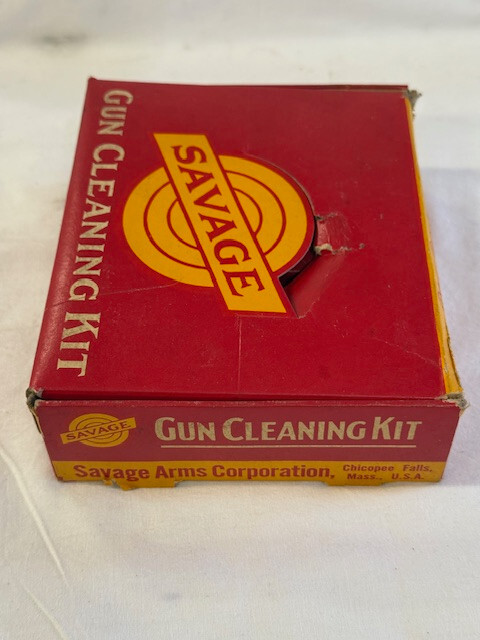 GUN CLEANING KIT
SAVAGE
SAVAGE
GUN CLEANING KIT
Savage Arms Corporation, Chicopee Falls,
Mass., U.S.A.